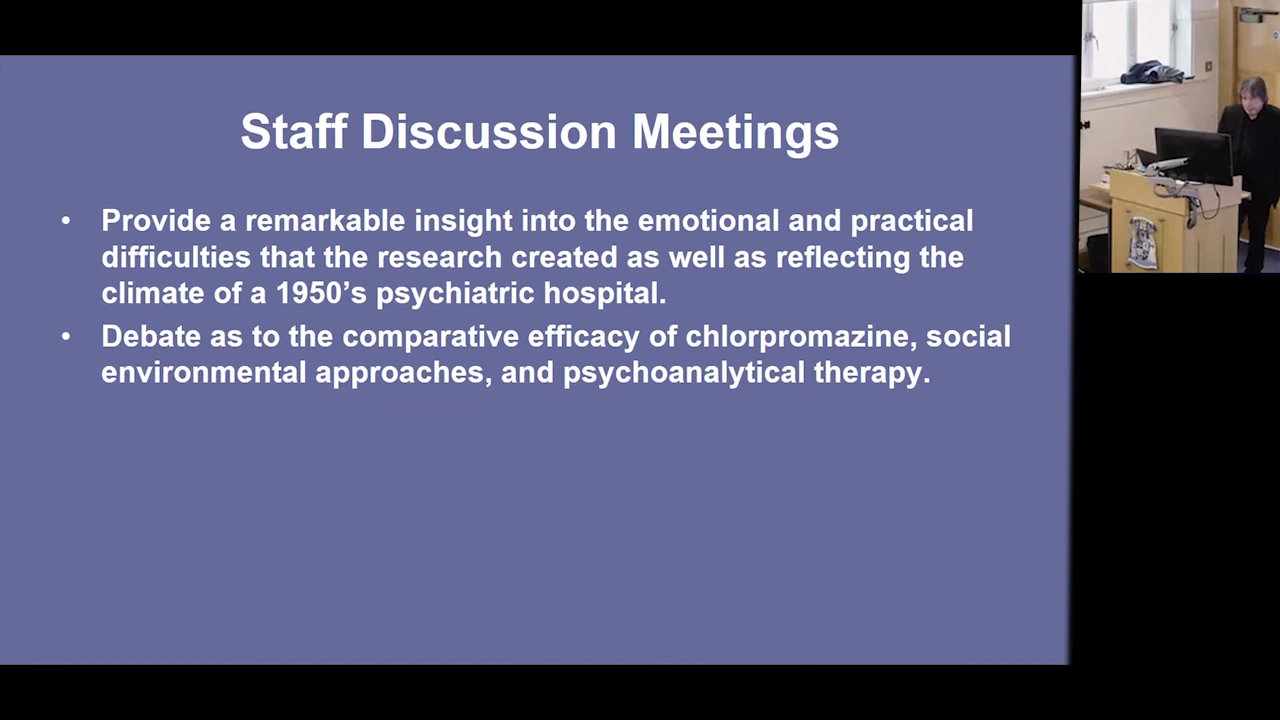 Staff Discussion Meetings
• Provide a remarkable insight into the emotional and practical
difficulties that the research created as well as reflecting the
climate of a 1950’s psychiatric hospital.
• Debate as to the comparative efficacy of chlorpromazine, social
environmental approaches, and psychoanalytical therapy.